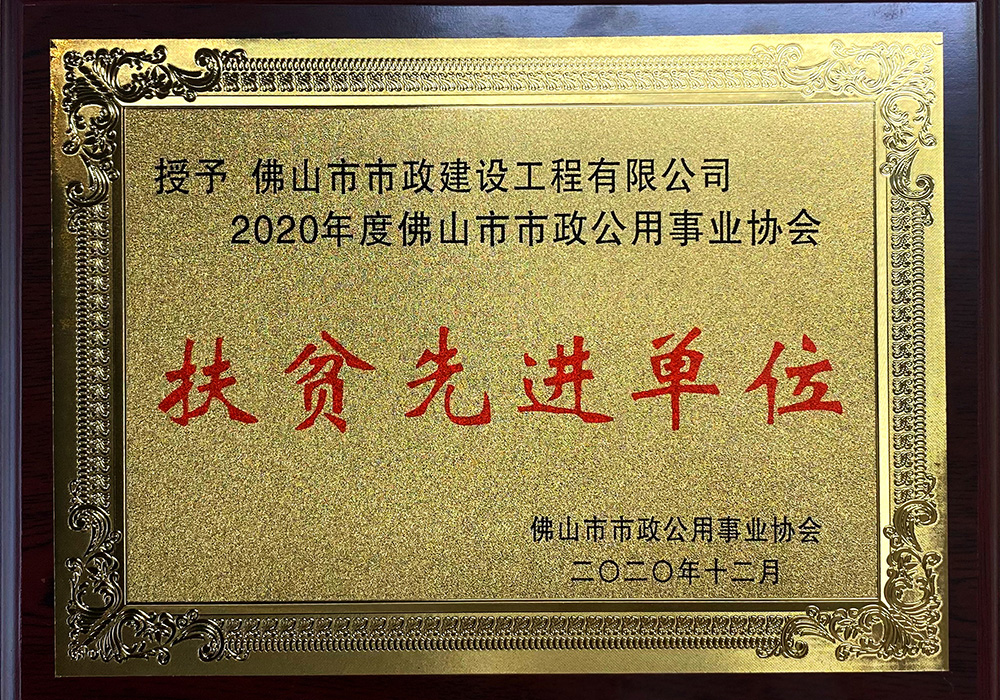 授予 佛山市市政建设工程有限公司
2020年度佛山市市政公用事业协会
扶贫先进单位
佛山市市政公用事业协会
二〇二〇年十二月